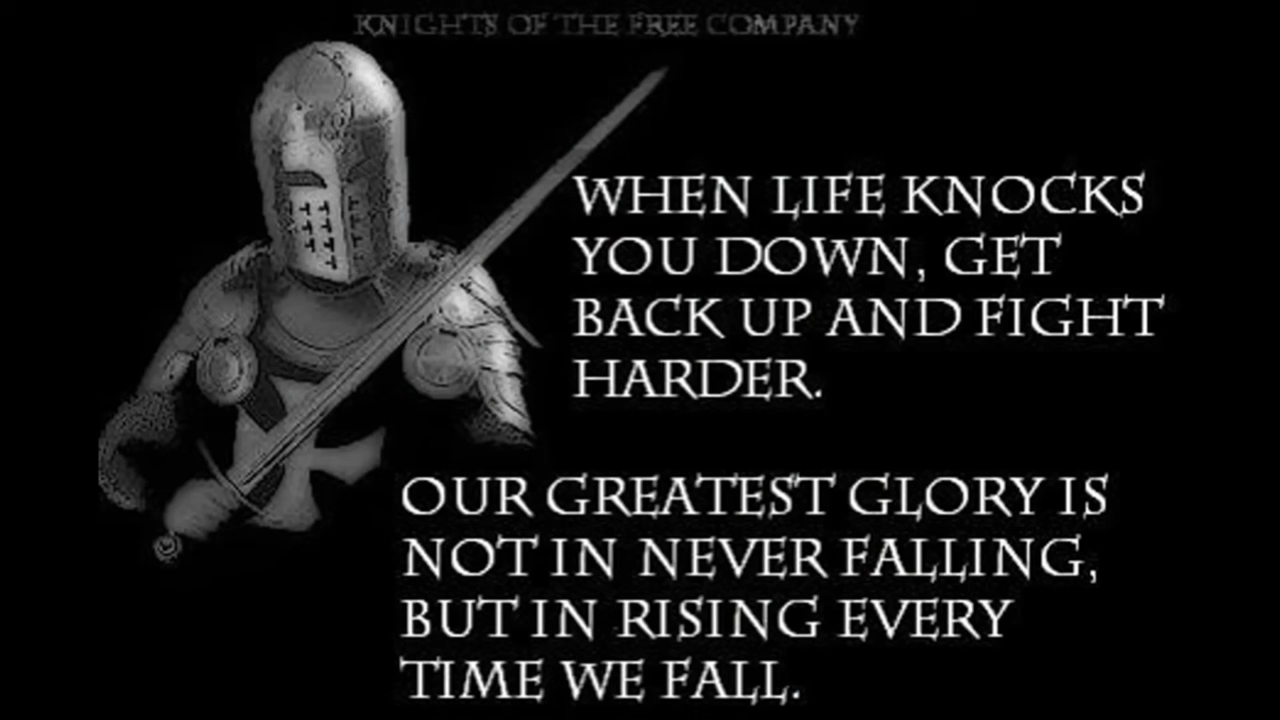 KNIGHTS OF THE FREE COMPANY
WHEN LIFE KNOCKS
YOU DOWN, GET
BACK UP AND FIGHT
HARDER.
OUR GREATEST GLORY IS
NOT IN NEVER FALLING,
BUT IN RISING EVERY
TIME WE FALL.